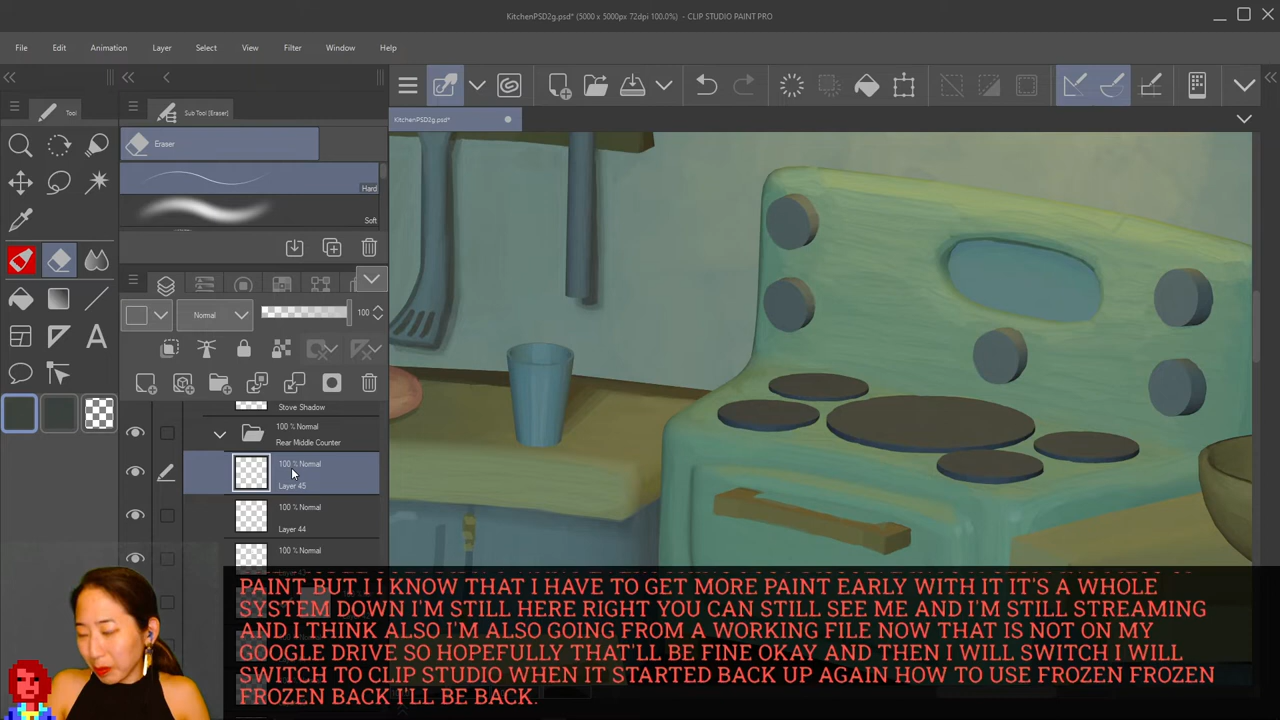 KitchenPSD2g.psd* (5000 x 5000px 72dpi 100.0%) - CLIP STUDIO PAINT PRO
File Edit Animation Layer Select View Filter Window Help
Tool
Sub Tool [Eraser]
KitchenPSD2g.psd*
Eraser
Hard
Soft
Normal
100
Stove Shadow
100 % Normal
Rear Middle Counter
100 % Normal
Layer 45
100 % Normal
Layer 44
100 % Normal
PAINT BUT I I KNOW THAT I HAVE TO GET MORE PAINT EARLY WITH IT IT'S A WHOLE
SYSTEM DOWN I'M STILL HERE RIGHT YOU CAN STILL SEE ME AND I'M STILL STREAMING
AND I THINK ALSO I'M ALSO GOING FROM A WORKING FILE NOW THAT IS NOT ON MY
GOOGLE DRIVE SO HOPEFULLY THAT'LL BE FINE OKAY AND THEN I WILL SWITCH I WILL
SWITCH TO CLIP STUDIO WHEN IT STARTED BACK UP AGAIN HOW TO USE FROZEN FROZEN
FROZEN BACK I'LL BE BACK.